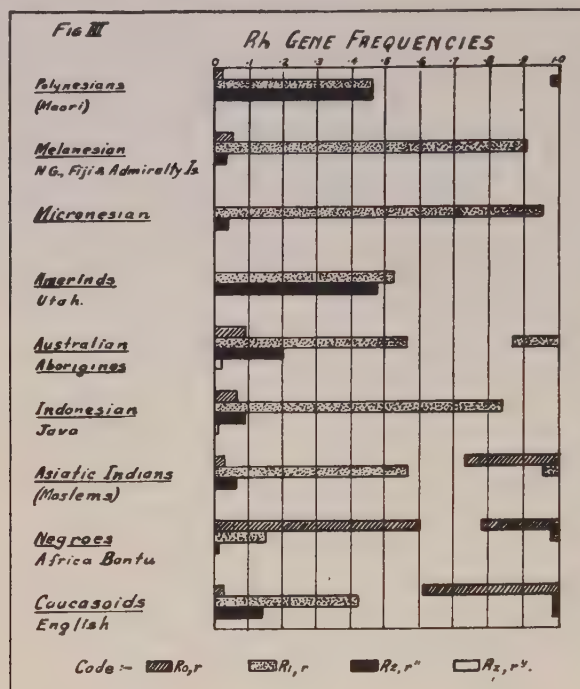 FIG III
Rh GENE FREQUENCIES
0 .1 .2 .3 .4 .5 .6 .7 .8 .9 1.0
Polynesians
(Maori)
Melanesian
N.G., Fiji & Admiralty Is.
Micronesian
Amerinds
Utah.
Australian
Aborigines
Indonesian
Java
Asiatic Indians
(Moslems)
Negroes
Africa Bantu
Caucasoids
English
Code :- R0,r R1,r R2,r" Rz,ry.